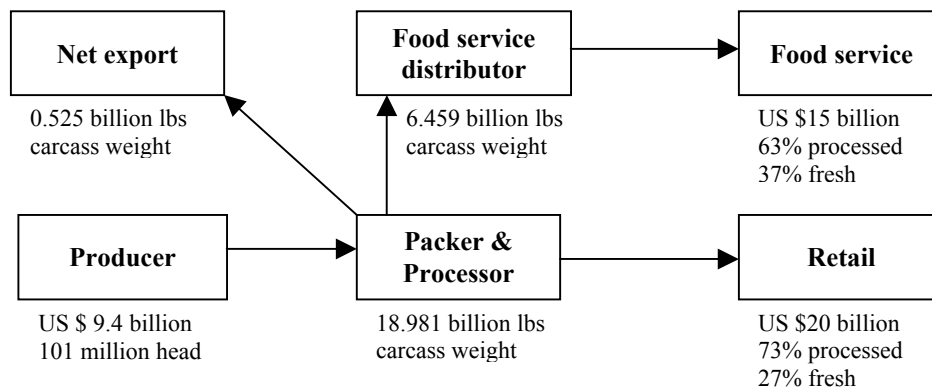 Net export
0.525 billion lbs
carcass weight
Food service
distributor
6.459 billion lbs
carcass weight
Food service
US $15 billion
63% processed
37% fresh
Producer
US $ 9.4 billion
101 million head
Packer &
Processor
18.981 billion lbs
carcass weight
Retail
US $20 billion
73% processed
27% fresh